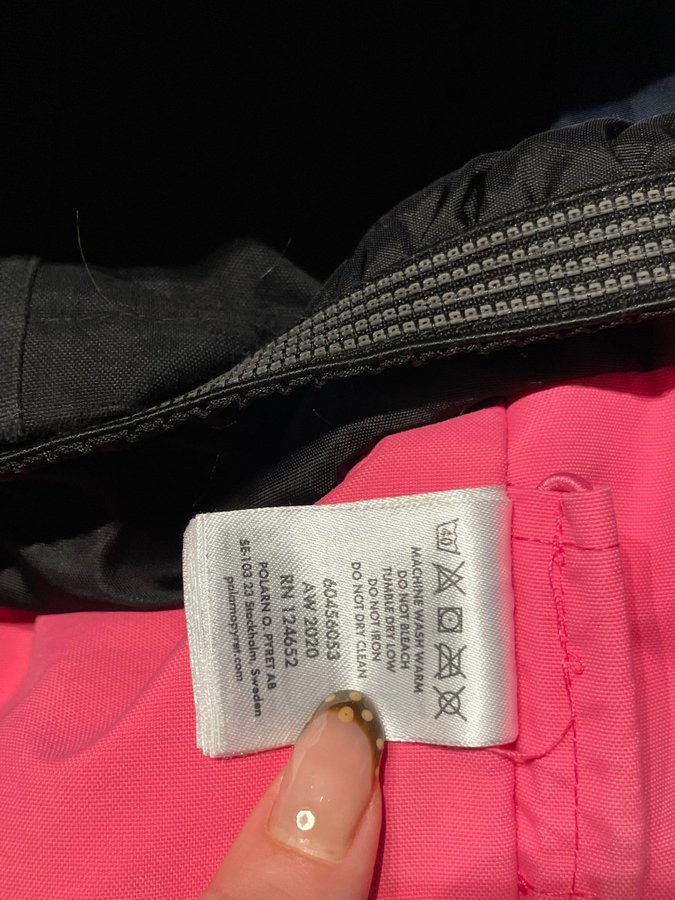 40
MACHINE WASH WARM
DO NOT BLEACH
TUMBLE DRY LOW
DO NOT IRON
DO NOT DRY CLEAN
60456053
AW 2020
RN 124652
POLARN O. PYRET AB
SE-103 23 Stockholm, Sweden
polarnopyret.com